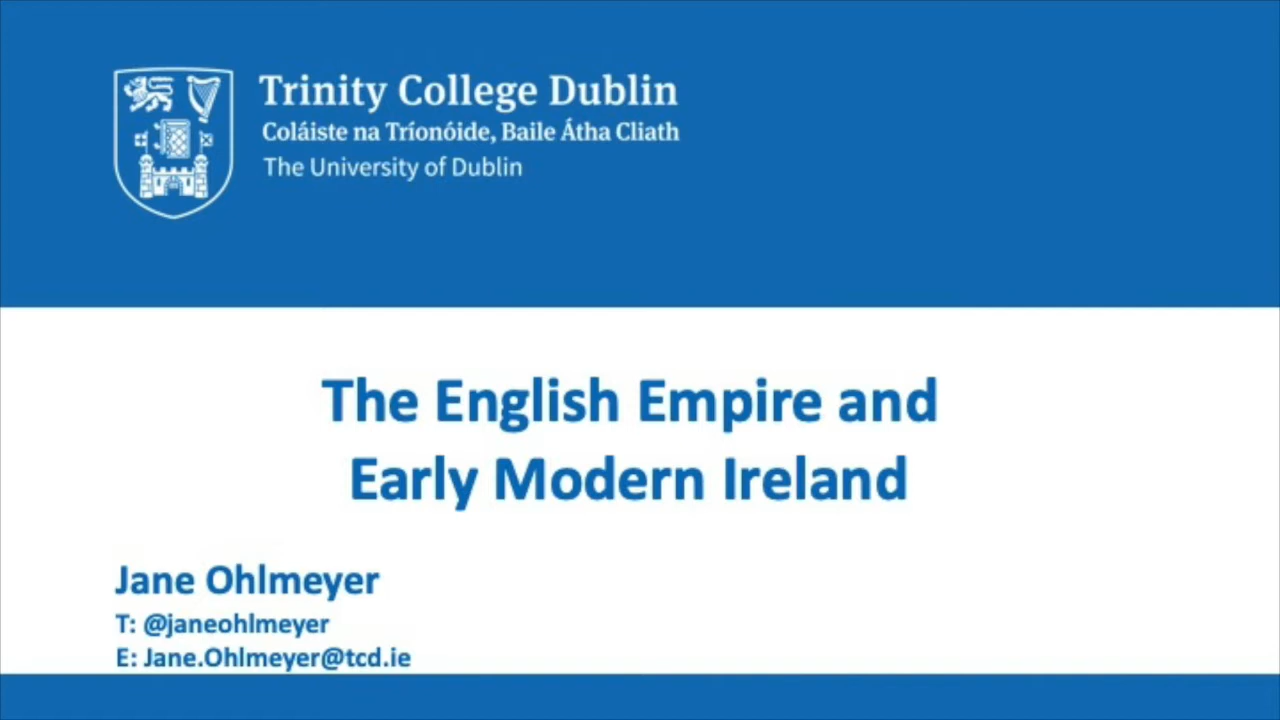 Trinity College Dublin
Coláiste na Tríonóide, Baile Átha Cliath
The University of Dublin
The English Empire and
Early Modern Ireland
Jane Ohlmeyer
T: @janeohlmeyer
E: Jane.Ohlmeyer@tcd.ie